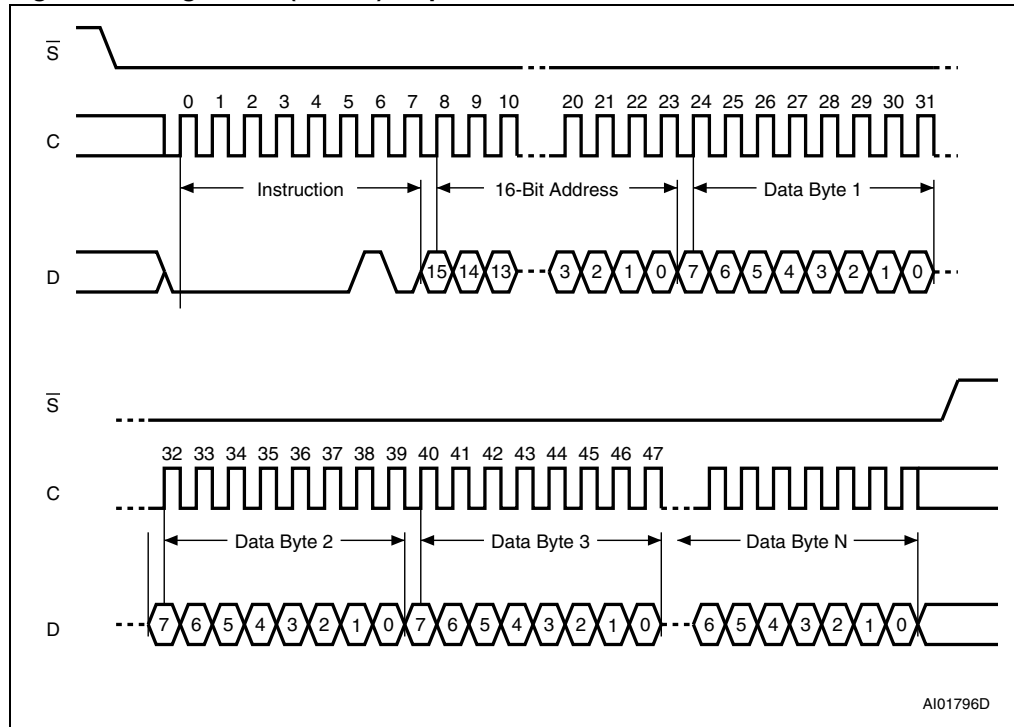 S
0 1 2 3 4 5 6 7 8 9 10 20 21 22 23 24 25 26 27 28 29 30 31
C
Instruction 16-Bit Address Data Byte 1
D 15 14 13 3 2 1 0 7 6 5 4 3 2 1 0
S
32 33 34 35 36 37 38 39 40 41 42 43 44 45 46 47
C
Data Byte 2 Data Byte 3 Data Byte N
D 7 6 5 4 3 2 1 0 7 6 5 4 3 2 1 0 6 5 4 3 2 1 0
AI01796D